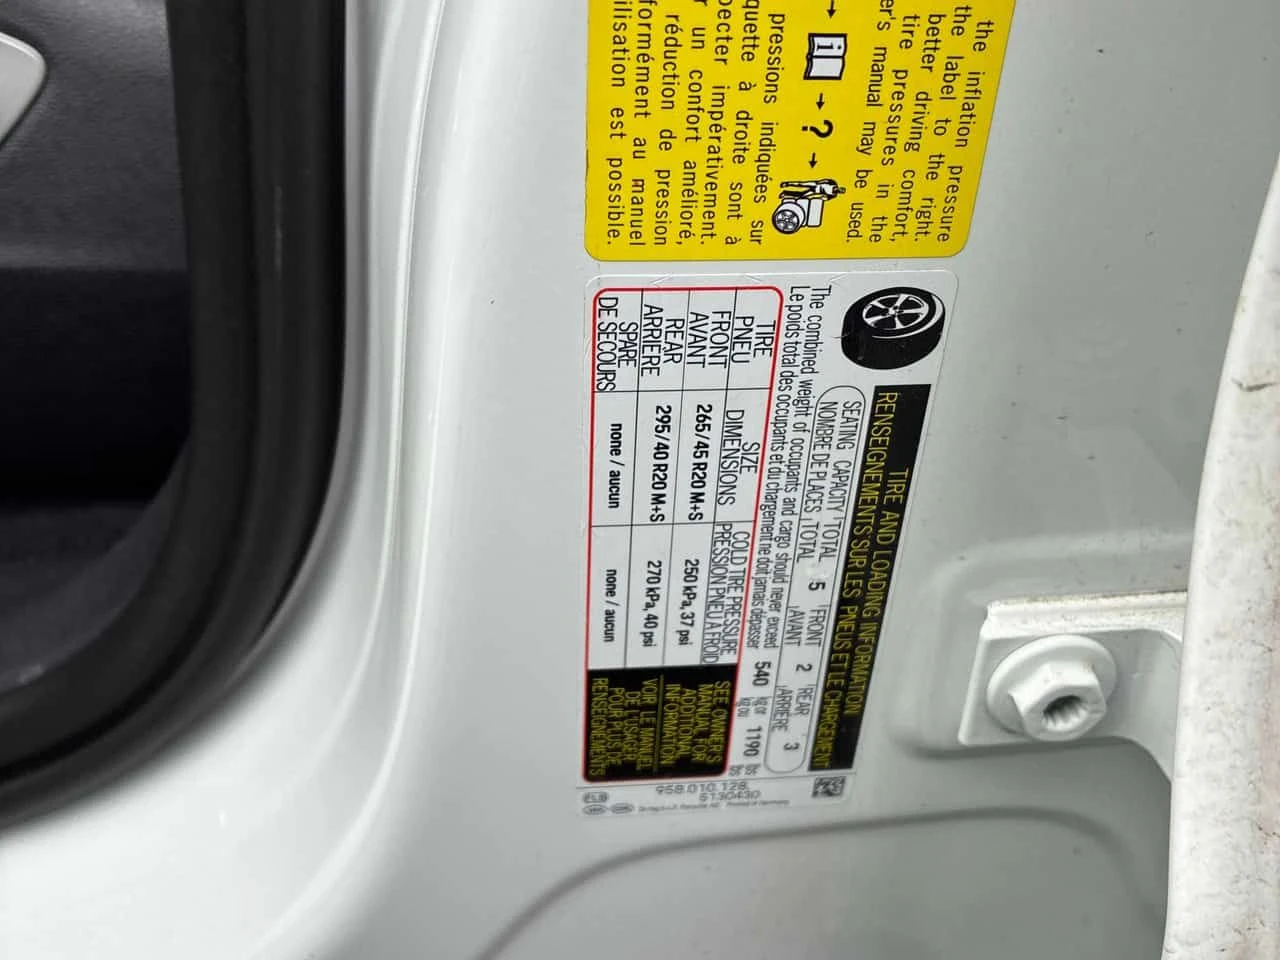 the inflation pressure
the label to the right.
better driving comfort,
tire pressures in the
er's manual may be used.
→ i → ? →
pressions indiquées sur
quette à droite sont à
pecter impérativement.
r un confort amélioré,
réduction de pression
formément au manuel
ilisation est possible.
TIRE AND LOADING INFORMATION
RENSEIGNEMENTS SUR LES PNEUS ET LE CHARGEMENT
SEATING CAPACITY TOTAL 5 FRONT 2 REAR 3
NOMBRE DE PLACES TOTAL AVANT ARRIÈRE
The combined weight of occupants and cargo should never exceed 540 kg or 1190 lbs
Le poids total des occupants et du chargement ne doit jamais dépasser kg ou
TIRE SIZE COLD TIRE PRESSURE
PNEU DIMENSIONS PRESSION PNEU À FROID
FRONT 265/45 R20 M+S 250 kPa, 37 psi
AVANT
REAR 295/40 R20 M+S 270 kPa, 40 psi
ARRIERE
SPARE none / aucun none / aucun
DE SECOURS
SEE OWNER'S
MANUAL FOR
ADDITIONAL
INFORMATION
VOIR LE MANUEL
DE L'USAGER
POUR PLUS DE
RENSEIGNEMENTS
958.010.128.
5130430
Printed in Germany